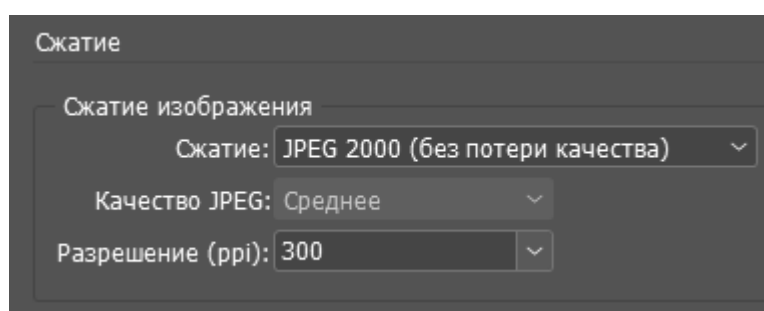 Сжатие
Сжатие изображения
Сжатие: JPEG 2000 (без потери качества)
Качество JPEG: Среднее
Разрешение (ppi): 300